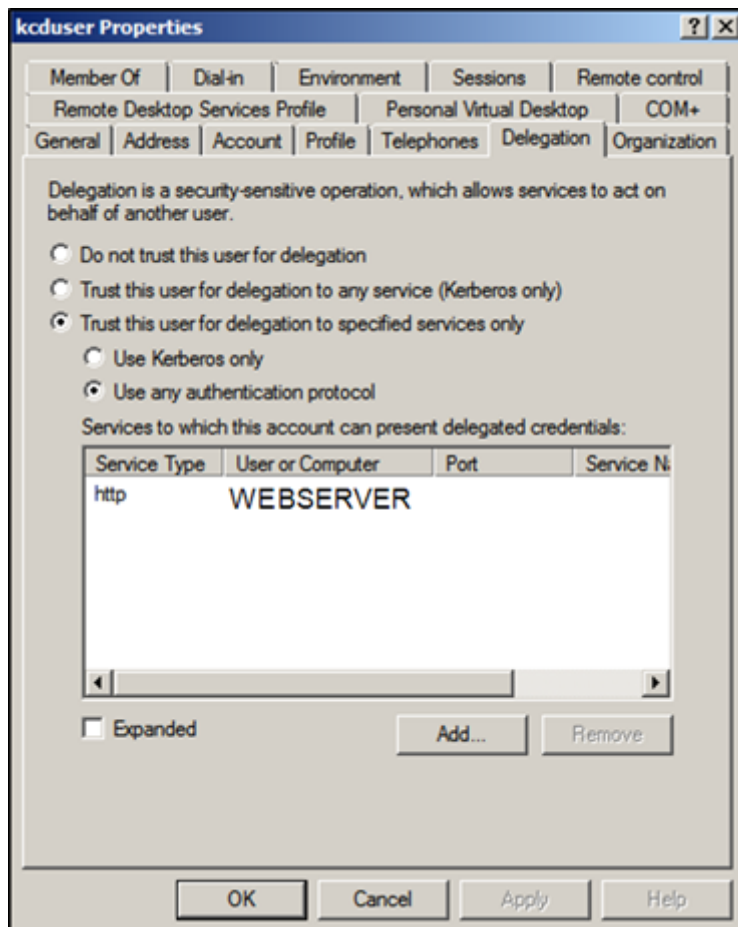 kcduser Properties
Member Of Dial-in Environment Sessions Remote control
Remote Desktop Services Profile Personal Virtual Desktop COM+
General Address Account Profile Telephones Delegation Organization
Delegation is a security-sensitive operation, which allows services to act on
behalf of another user.
Do not trust this user for delegation
Trust this user for delegation to any service (Kerberos only)
Trust this user for delegation to specified services only
Use Kerberos only
Use any authentication protocol
Services to which this account can present delegated credentials:
Service Type User or Computer Port Service Na
http WEBSERVER
Expanded Add... Remove
OK Cancel Apply Help